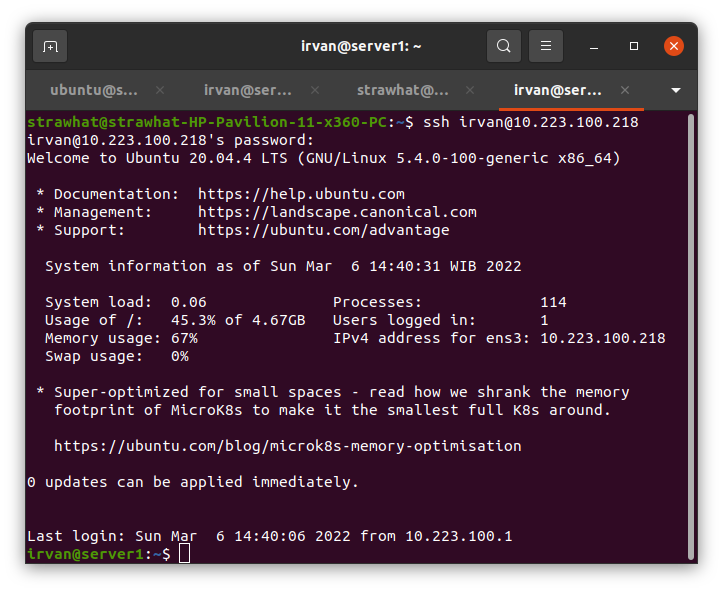 irvan@server1: ~
ubuntu@s...
irvan@ser...
strawhat@...
irvan@ser...
strawhat@strawhat-HP-Pavilion-11-x360-PC:~$ ssh irvan@10.223.100.218
irvan@10.223.100.218's password:
Welcome to Ubuntu 20.04.4 LTS (GNU/Linux 5.4.0-100-generic x86_64)
* Documentation:  https://help.ubuntu.com
* Management:     https://landscape.canonical.com
* Support:        https://ubuntu.com/advantage
System information as of Sun Mar  6 14:40:31 WIB 2022
System load:  0.06               Processes:             114
Usage of /:   45.3% of 4.67GB   Users logged in:       1
Memory usage: 67%               IPv4 address for ens3: 10.223.100.218
Swap usage:   0%
* Super-optimized for small spaces - read how we shrank the memory
footprint of MicroK8s to make it the smallest full K8s around.
https://ubuntu.com/blog/microk8s-memory-optimisation
0 updates can be applied immediately.
Last login: Sun Mar  6 14:40:06 2022 from 10.223.100.1
irvan@server1:~$